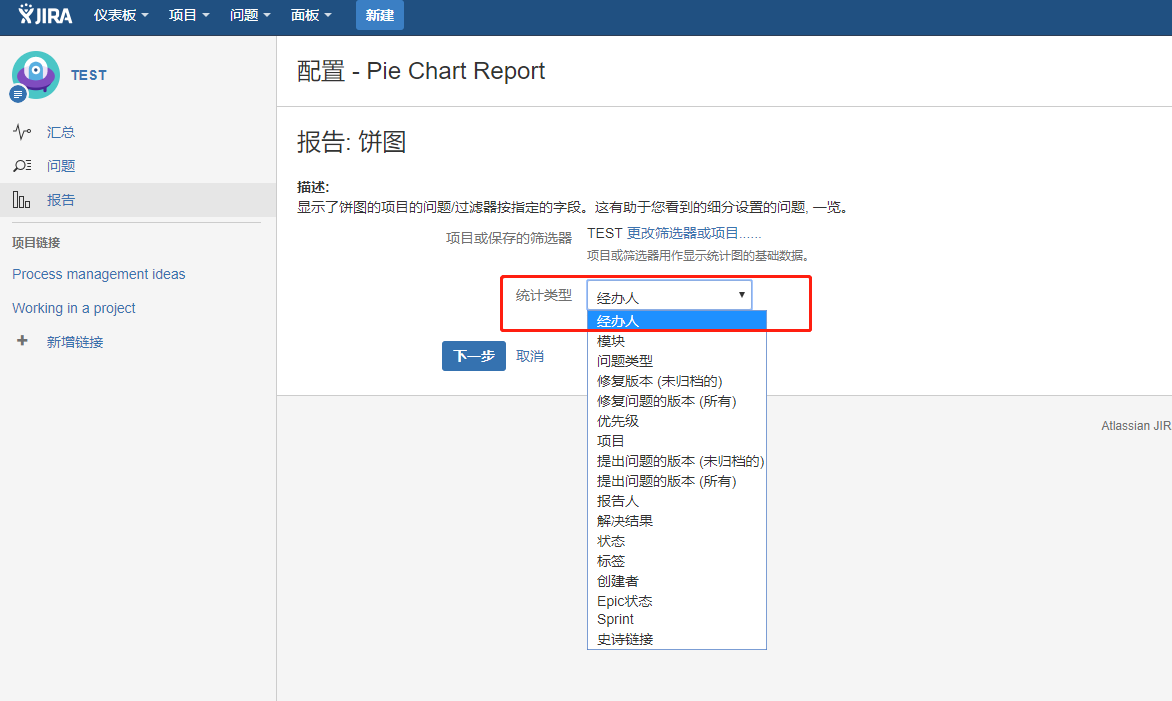 JIRA 仪表板 项目 问题 面板 新建
TEST
汇总
问题
报告
项目链接
Process management ideas
Working in a project
新增链接
配置 - Pie Chart Report
报告: 饼图
描述:
显示了饼图的项目的问题/过滤器按指定的字段。这有助于您看到的细分设置的问题, 一览。
项目或保存的筛选器 TEST 更改筛选器或项目......
项目或筛选器用作显示统计图的基础数据。
统计类型 经办人
经办人
模块
问题类型
修复版本 (未归档的)
修复问题的版本 (所有)
优先级
项目
提出问题的版本 (未归档的)
提出问题的版本 (所有)
报告人
解决结果
状态
标签
创建者
Epic状态
Sprint
史诗链接
下一步 取消
Atlassian JIR